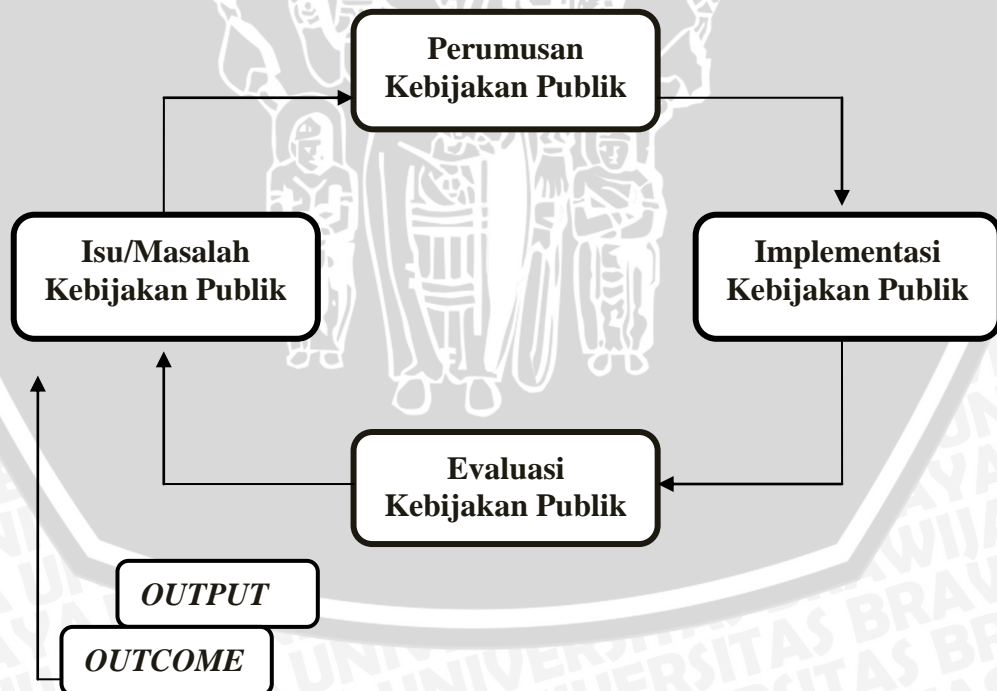 Perumusan
Kebijakan Publik
Isu/Masalah
Kebijakan Publik
Implementasi
Kebijakan Publik
Evaluasi
Kebijakan Publik
OUTPUT
OUTCOME